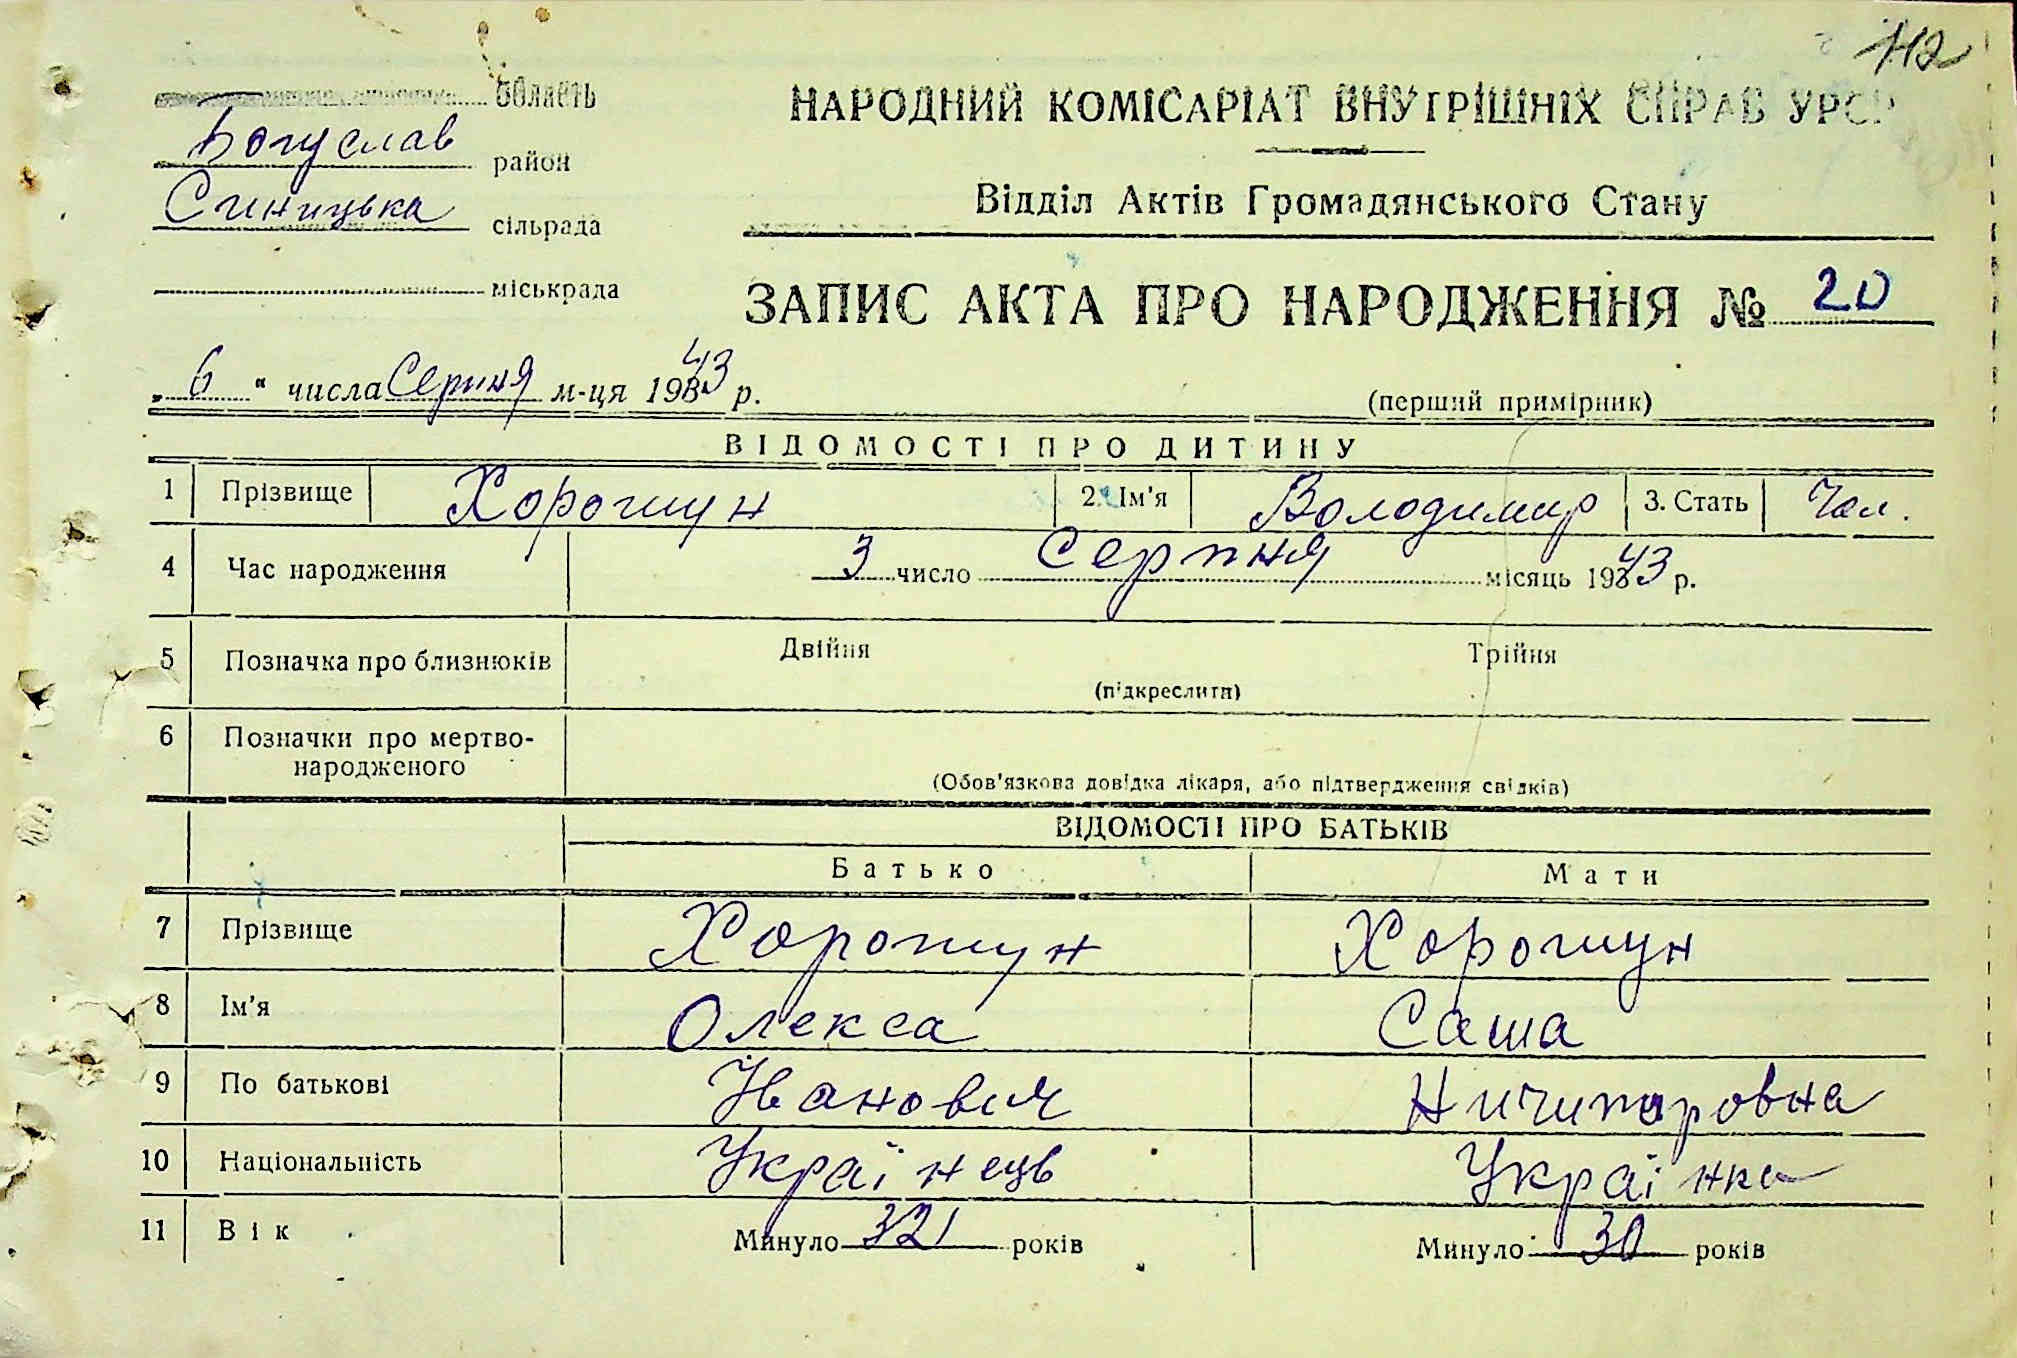 112
область
НАРОДНИЙ КОМІСАРІАТ ВНУТРІШНІХ СПРАВ УРСР
Богуслав район
Синицька сільрада
Відділ Актів Громадянського Стану
міськрада
ЗАПИС АКТА ПРО НАРОДЖЕННЯ № 20
„ 6 “ числа Серпня м-ця 1943 р.
(перший примірник)
ВІДОМОСТІ ПРО ДИТИНУ
1 Прізвище Хорошун 2. Ім'я Володимир 3. Стать Чол.
4 Час народження 3 число Серпня місяць 1943 р.
5 Позначка про близнюків Двійня Трійня
(підкреслити)
6 Позначки про мертво-
народженого
(Обов'язкова довідка лікаря, або підтвердження свідків)
ВІДОМОСТІ ПРО БАТЬКІВ
Батько Мати
7 Прізвище Хорошун Хорошун
8 Ім'я Олекса Саша
9 По батькові Иванович Ничипоровна
10 Національність Українець Українка
11 Вік Минуло 321 років Минуло 30 років